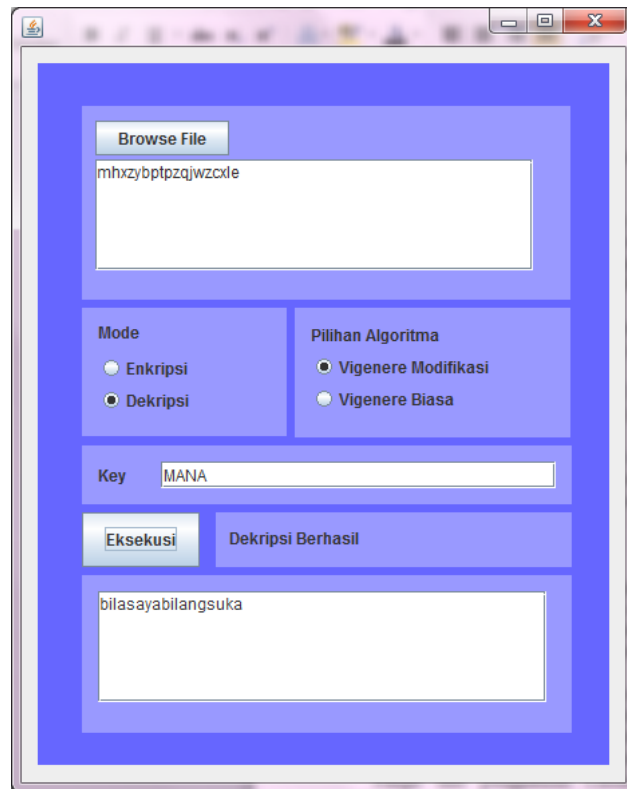 Browse File
mhxzybptpzqjwzcxle
Mode
Enkripsi
Dekripsi
Pilihan Algoritma
Vigenere Modifikasi
Vigenere Biasa
Key MANA
Eksekusi Dekripsi Berhasil
bilasayabilangsuka